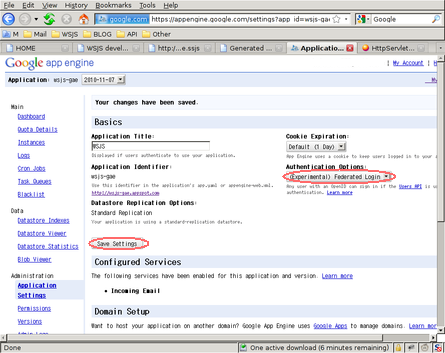 File Edit View History Bookmarks Tools Help
google.com https://appengine.google.com/settings?app_id=wsjs-gae Google
Mail WSJS BLOG API Other
HOME WSJS devel... http:/...e.ssjs Generated ... Applicatio... HttpServlet...
Google app engine
My Account | H
Application: wsjs-gae 2010-11-07
Your changes have been saved.
Main
Dashboard
Quota Details
Instances
Logs
Cron Jobs
Task Queues
Blacklist
Data
Datastore Indexes
Datastore Viewer
Datastore Statistics
Blob Viewer
Administration
Application Settings
Permissions
Versions
Basics
Application Title:
WSJS
Displayed if users authenticate to use your application.
Application Identifier:
wsjs-gae
Use this identifier in the application's app.yaml or appengine-web.xml.
http://wsjs-gae.appspot.com
Datastore Replication Options:
Standard Replication
Your application is using a standard-replication datastore.
Cookie Expiration:
Default (1 Day)
App Engine uses a cookie to keep users logged in to your a
Authentication Options:
(Experimental) Federated Login
Any user with an OpenID can sign in if the Users API is u
authentication. Learn more
Save Settings
Configured Services
The following services have been enabled for this application and version. Learn more
• Incoming Email
Domain Setup
Want to host your application on another domain? Google App Engine uses Google Apps to manage domains. Learn mor
Done
One active download (6 minutes remaining)